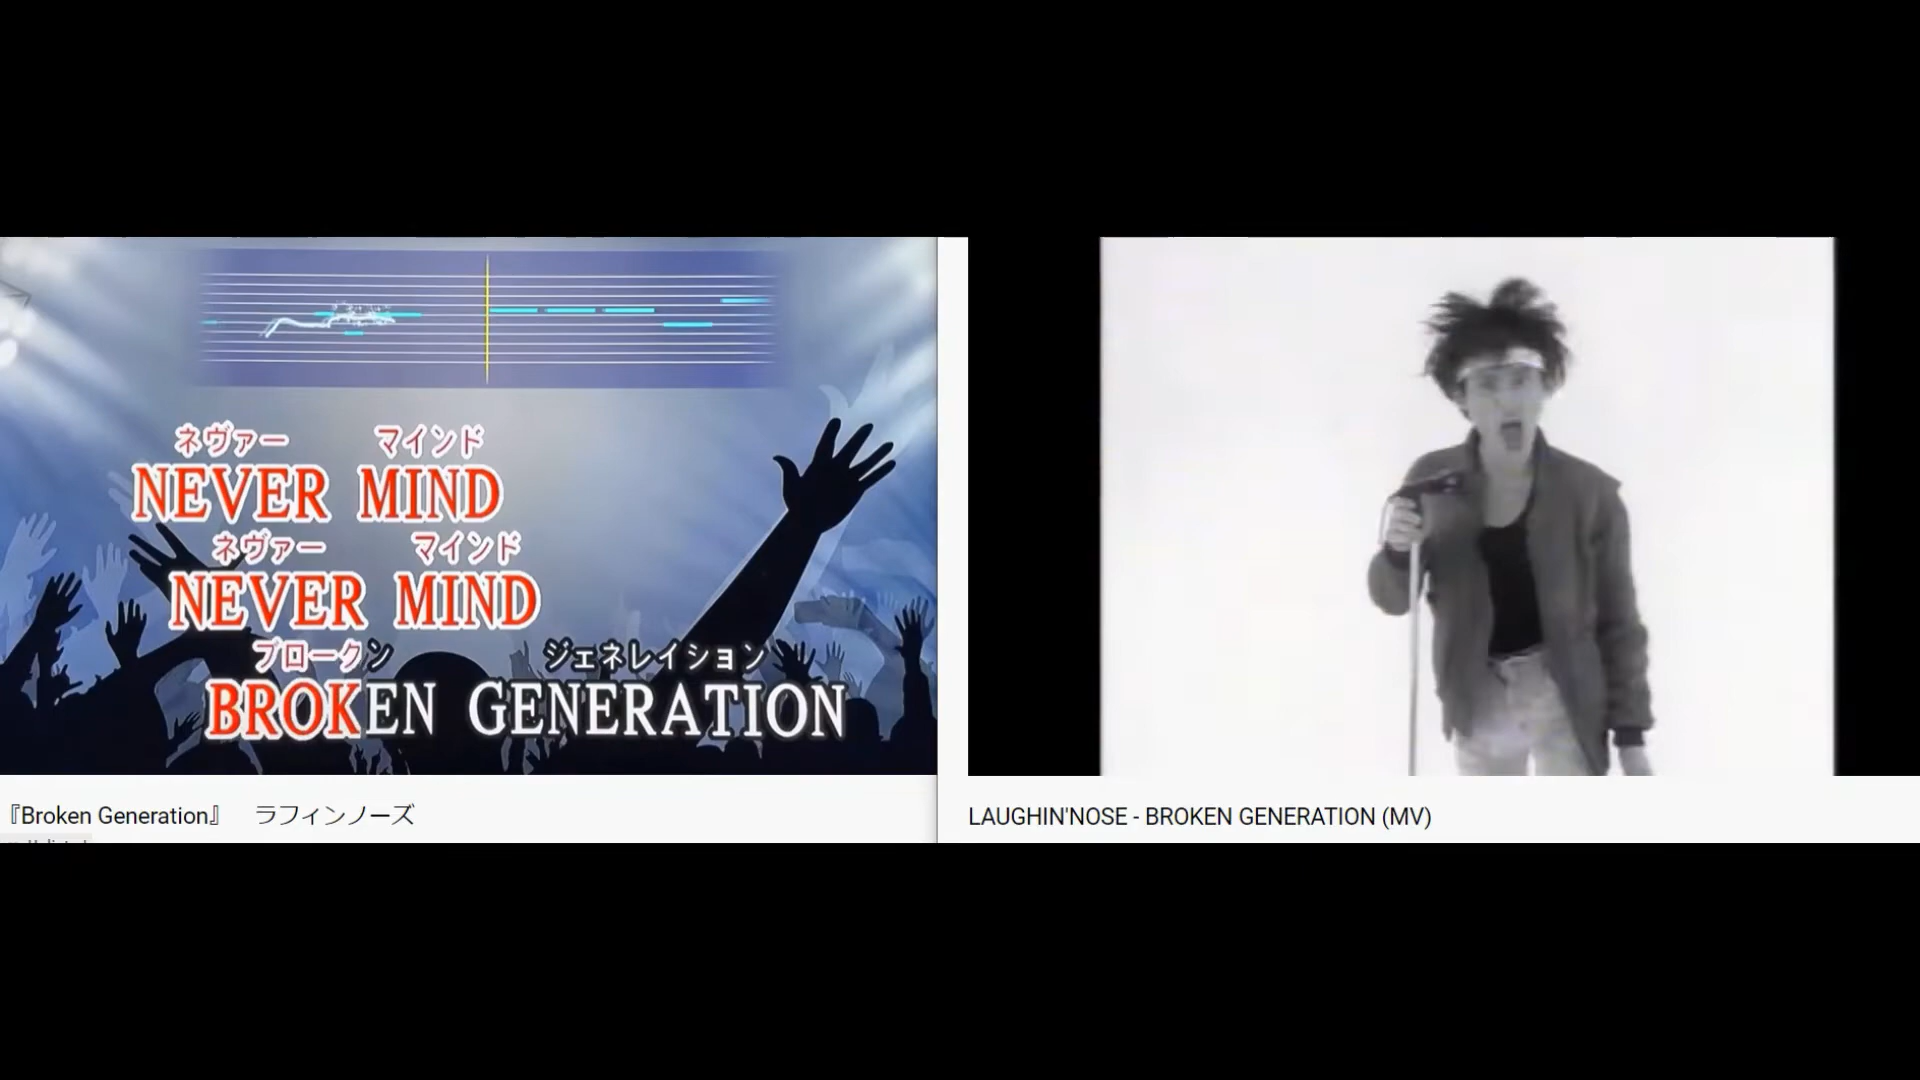 ネヴァー マインド
NEVER MIND
ネヴァー マインド
NEVER MIND
ブロークン ジェネレイション
BROKEN GENERATION
『Broken Generation』 ラフィンノーズ
LAUGHIN'NOSE - BROKEN GENERATION (MV)